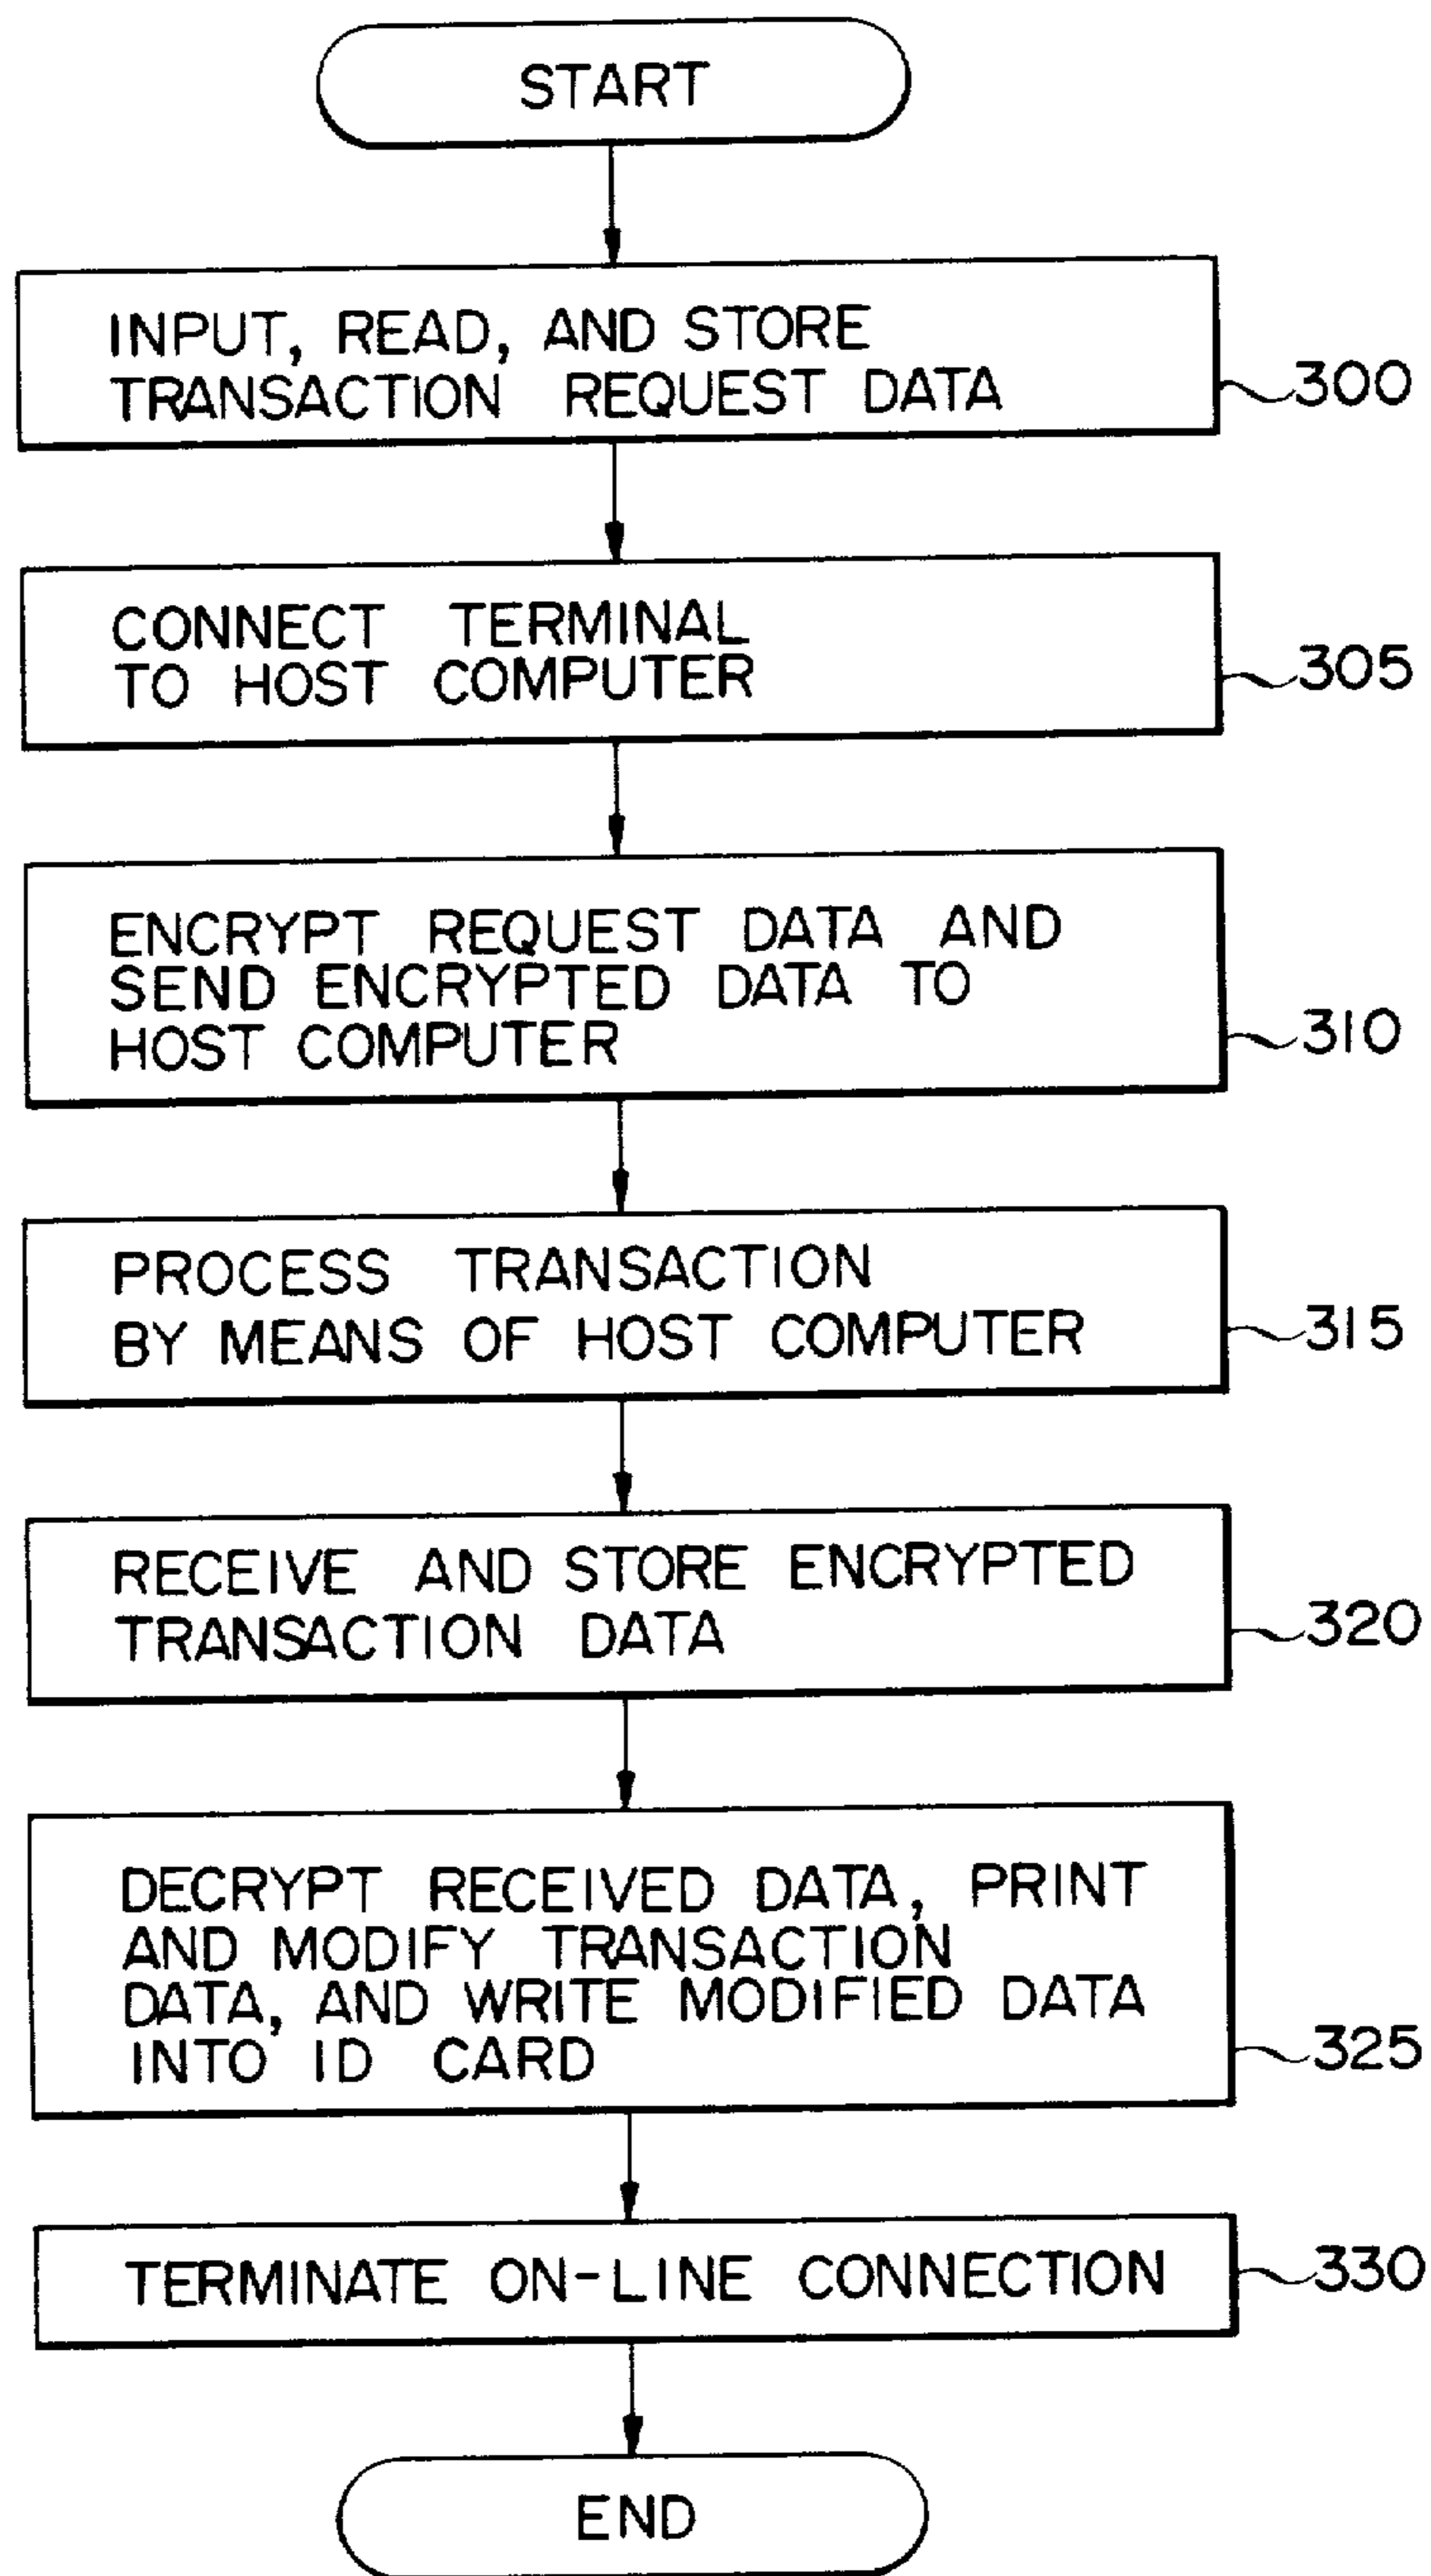 START
INPUT, READ, AND STORE
TRANSACTION REQUEST DATA
300
CONNECT TERMINAL
TO HOST COMPUTER
305
ENCRYPT REQUEST DATA AND
SEND ENCRYPTED DATA TO
HOST COMPUTER
310
PROCESS TRANSACTION
BY MEANS OF HOST COMPUTER
315
RECEIVE AND STORE ENCRYPTED
TRANSACTION DATA
320
DECRYPT RECEIVED DATA, PRINT
AND MODIFY TRANSACTION
DATA, AND WRITE MODIFIED DATA
INTO ID CARD
325
TERMINATE ON-LINE CONNECTION
330
END